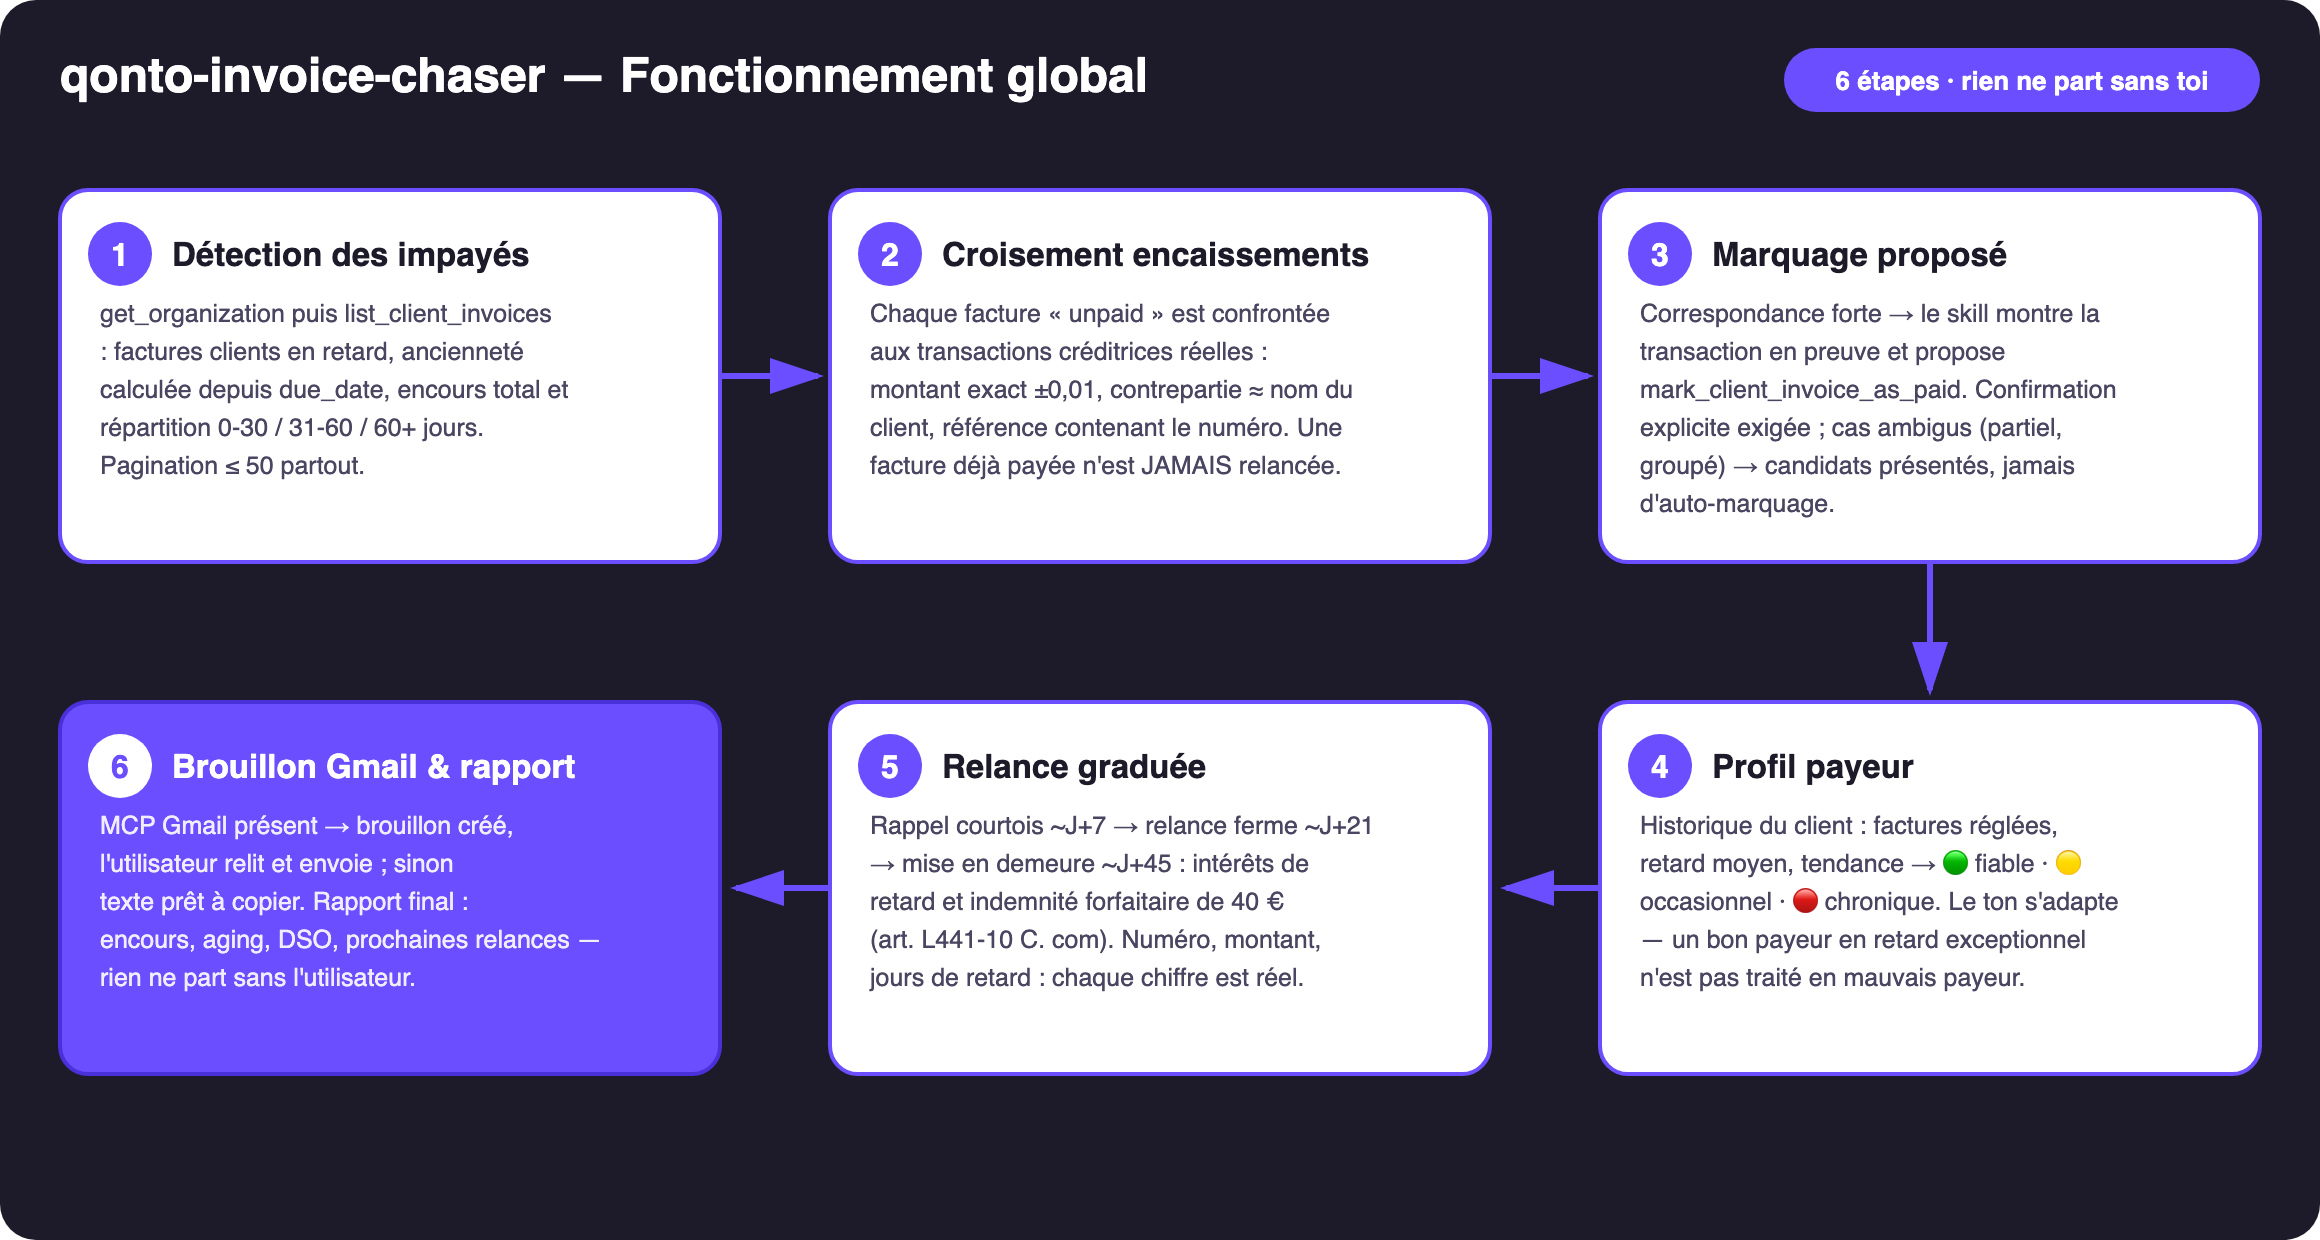 qonto-invoice-chaser — Fonctionnement global
6 étapes · rien ne part sans toi
1 Détection des impayés
get_organization puis list_client_invoices
: factures clients en retard, ancienneté
calculée depuis due_date, encours total et
répartition 0-30 / 31-60 / 60+ jours.
Pagination ≤ 50 partout.
2 Croisement encaissements
Chaque facture « unpaid » est confrontée
aux transactions créditrices réelles :
montant exact ±0,01, contrepartie ≈ nom du
client, référence contenant le numéro. Une
facture déjà payée n'est JAMAIS relancée.
3 Marquage proposé
Correspondance forte → le skill montre la
transaction en preuve et propose
mark_client_invoice_as_paid. Confirmation
explicite exigée ; cas ambigus (partiel,
groupé) → candidats présentés, jamais
d'auto-marquage.
4 Profil payeur
Historique du client : factures réglées,
retard moyen, tendance → 🟢 fiable · 🟡
occasionnel · 🔴 chronique. Le ton s'adapte
— un bon payeur en retard exceptionnel
n'est pas traité en mauvais payeur.
5 Relance graduée
Rappel courtois ~J+7 → relance ferme ~J+21
→ mise en demeure ~J+45 : intérêts de
retard et indemnité forfaitaire de 40 €
(art. L441-10 C. com). Numéro, montant,
jours de retard : chaque chiffre est réel.
6 Brouillon Gmail & rapport
MCP Gmail présent → brouillon créé,
l'utilisateur relit et envoie ; sinon
texte prêt à copier. Rapport final :
encours, aging, DSO, prochaines relances —
rien ne part sans l'utilisateur.